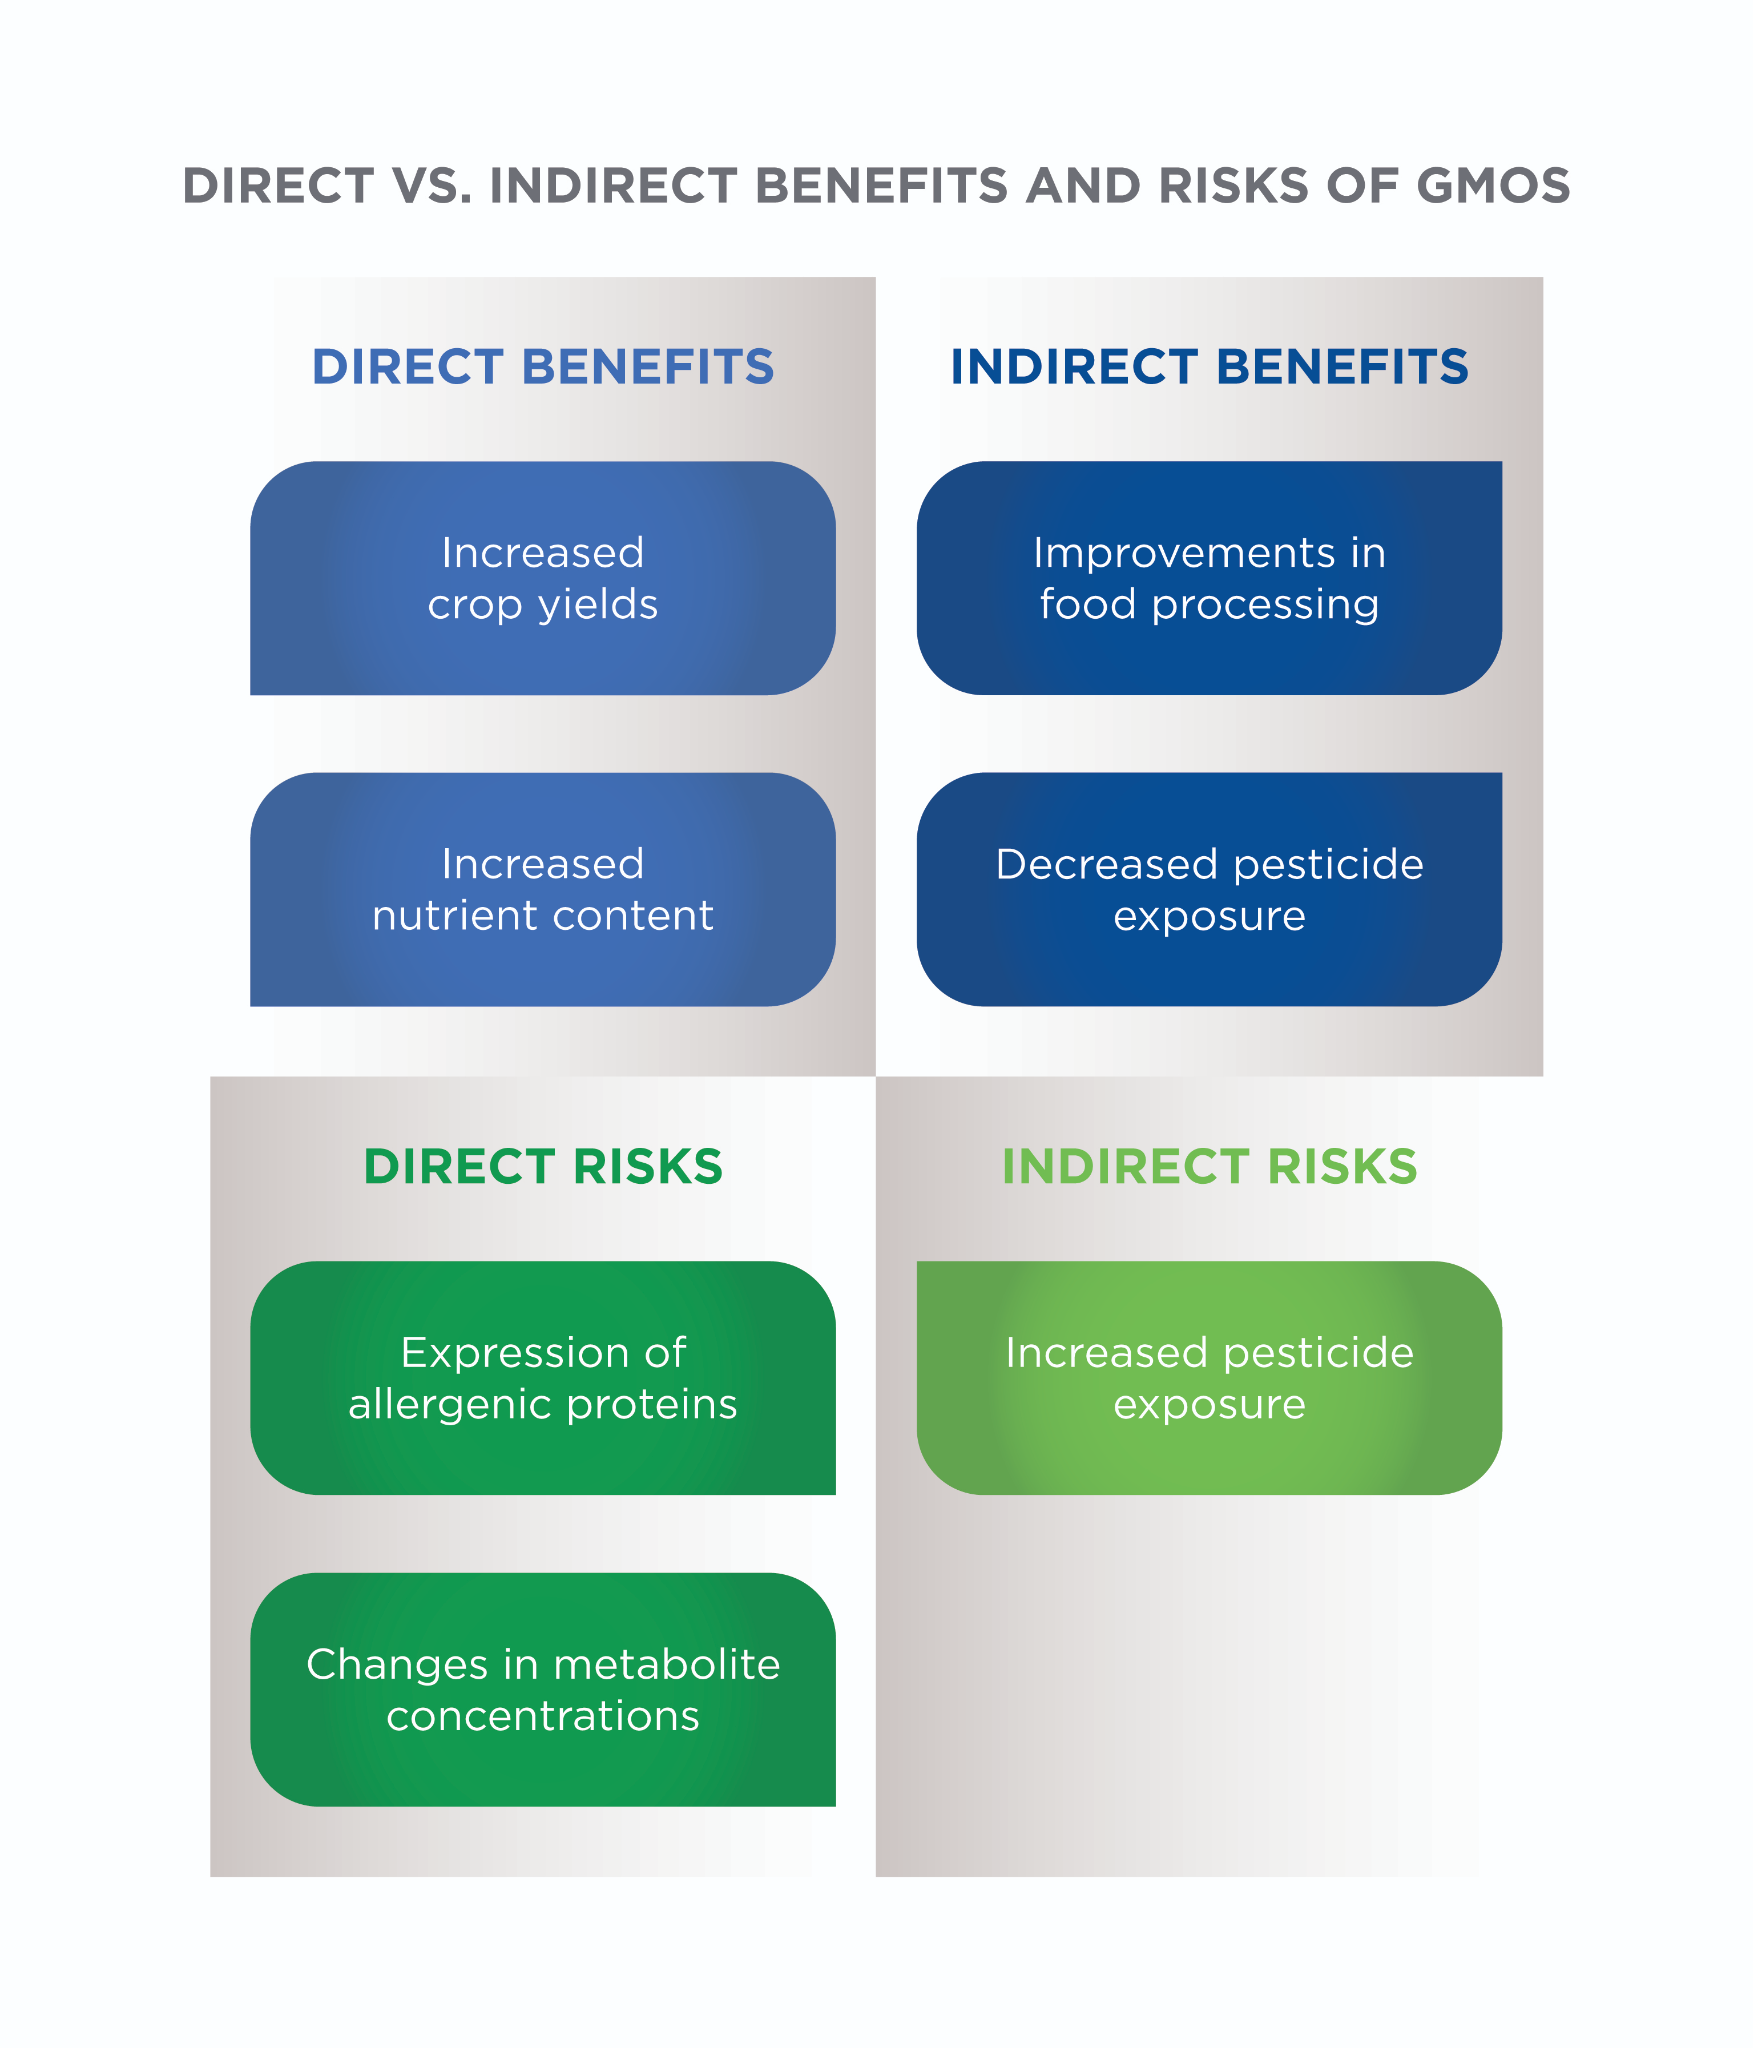 DIRECT VS. INDIRECT BENEFITS AND RISKS OF GMOS
DIRECT BENEFITS
Increased
crop yields
Increased
nutrient content
INDIRECT BENEFITS
Improvements in
food processing
Decreased pesticide
exposure
DIRECT RISKS
Expression of
allergenic proteins
Changes in metabolite
concentrations
INDIRECT RISKS
Increased pesticide
exposure